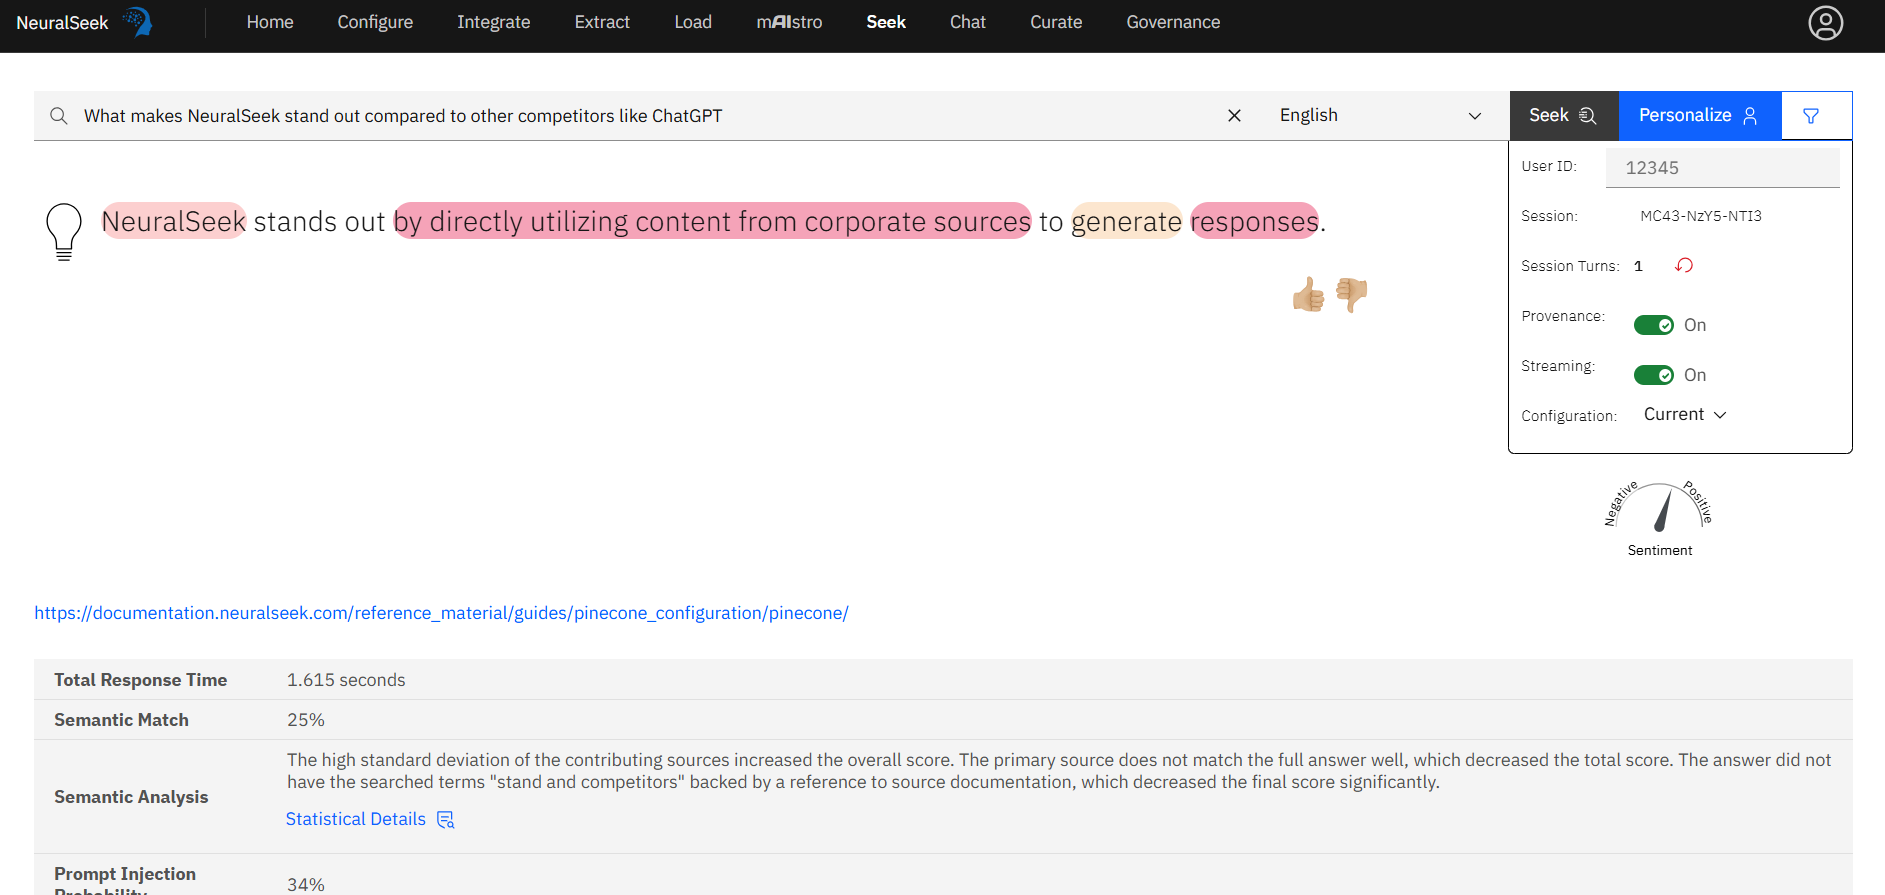 NeuralSeek Home Configure Integrate Extract Load mAIstro Seek Chat Curate Governance
What makes NeuralSeek stand out compared to other competitors like ChatGPT English Seek Personalize
User ID: 12345
Session: MC43-NzY5-NTI3
Session Turns: 1
Provenance: On
Streaming: On
Configuration: Current
NeuralSeek stands out by directly utilizing content from corporate sources to generate responses.
Negative Positive
Sentiment
https://documentation.neuralseek.com/reference_material/guides/pinecone_configuration/pinecone/
Total Response Time 1.615 seconds
Semantic Match 25%
Semantic Analysis
The high standard deviation of the contributing sources increased the overall score. The primary source does not match the full answer well, which decreased the total score. The answer did not
have the searched terms "stand and competitors" backed by a reference to source documentation, which decreased the final score significantly.
Statistical Details
Prompt Injection
Probability
34%